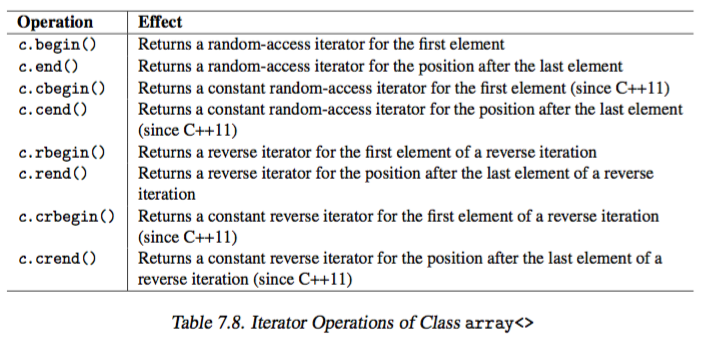 Operation Effect
c.begin() Returns a random-access iterator for the first element
c.end() Returns a random-access iterator for the position after the last element
c.cbegin() Returns a constant random-access iterator for the first element (since C++11)
c.cend() Returns a constant random-access iterator for the position after the last element
(since C++11)
c.rbegin() Returns a reverse iterator for the first element of a reverse iteration
c.rend() Returns a reverse iterator for the position after the last element of a reverse
iteration
c.crbegin() Returns a constant reverse iterator for the first element of a reverse iteration
(since C++11)
c.crend() Returns a constant reverse iterator for the position after the last element of a
reverse iteration (since C++11)
Table 7.8. Iterator Operations of Class array<>